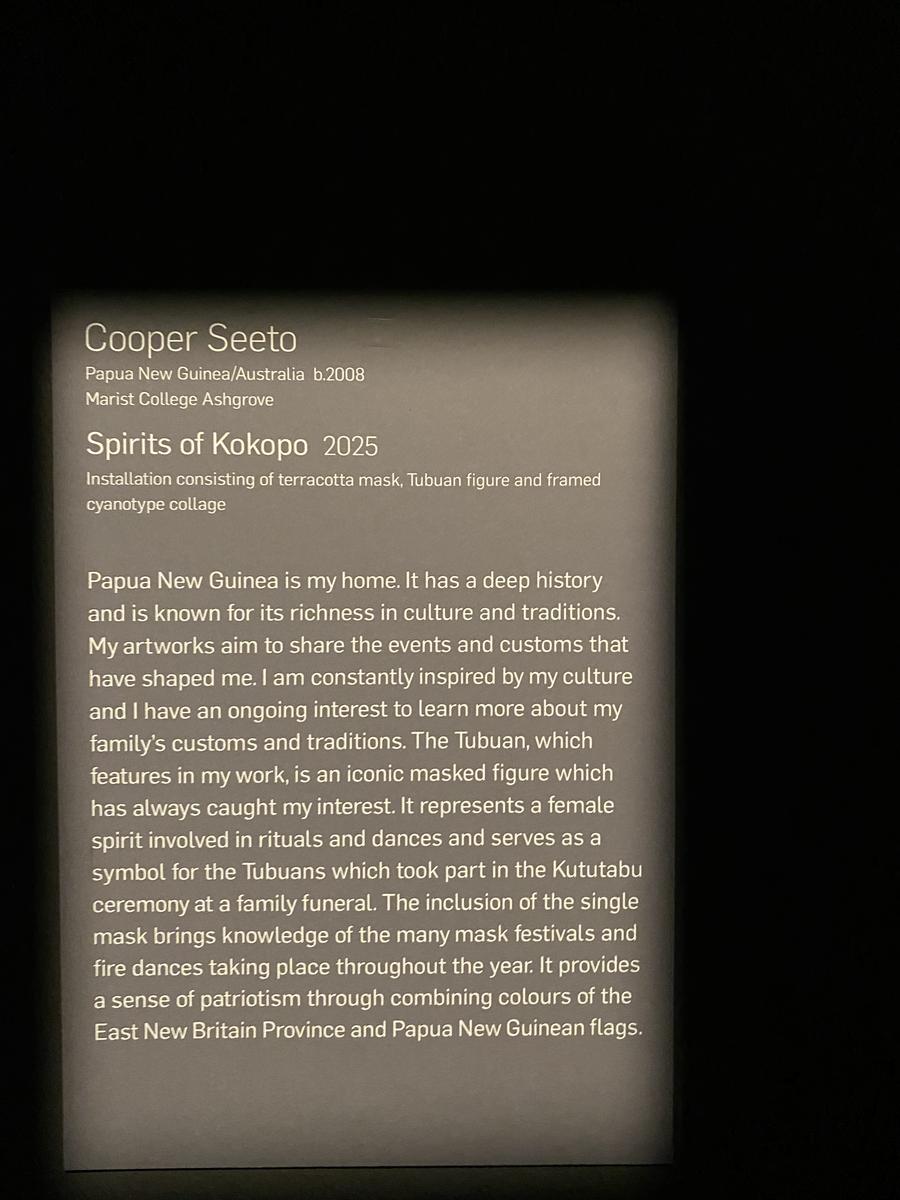 Cooper Seeto
Papua New Guinea/Australia b.2008
Marist College Ashgrove
Spirits of Kokopo 2025
Installation consisting of terracotta mask, Tubuan figure and framed
cyanotype collage
Papua New Guinea is my home. It has a deep history
and is known for its richness in culture and traditions.
My artworks aim to share the events and customs that
have shaped me. I am constantly inspired by my culture
and I have an ongoing interest to learn more about my
family's customs and traditions. The Tubuan, which
features in my work, is an iconic masked figure which
has always caught my interest. It represents a female
spirit involved in rituals and dances and serves as a
symbol for the Tubuans which took part in the Kututabu
ceremony at a family funeral. The inclusion of the single
mask brings knowledge of the many mask festivals and
fire dances taking place throughout the year. It provides
a sense of patriotism through combining colours of the
East New Britain Province and Papua New Guinean flags.